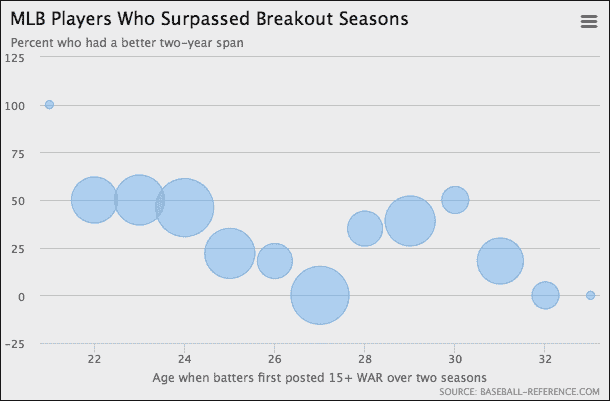 MLB Players Who Surpassed Breakout Seasons
Percent who had a better two-year span
125
100
75
50
25
0
-25
22 24 26 28 30 32
Age when batters first posted 15+ WAR over two seasons
SOURCE: BASEBALL-REFERENCE.COM